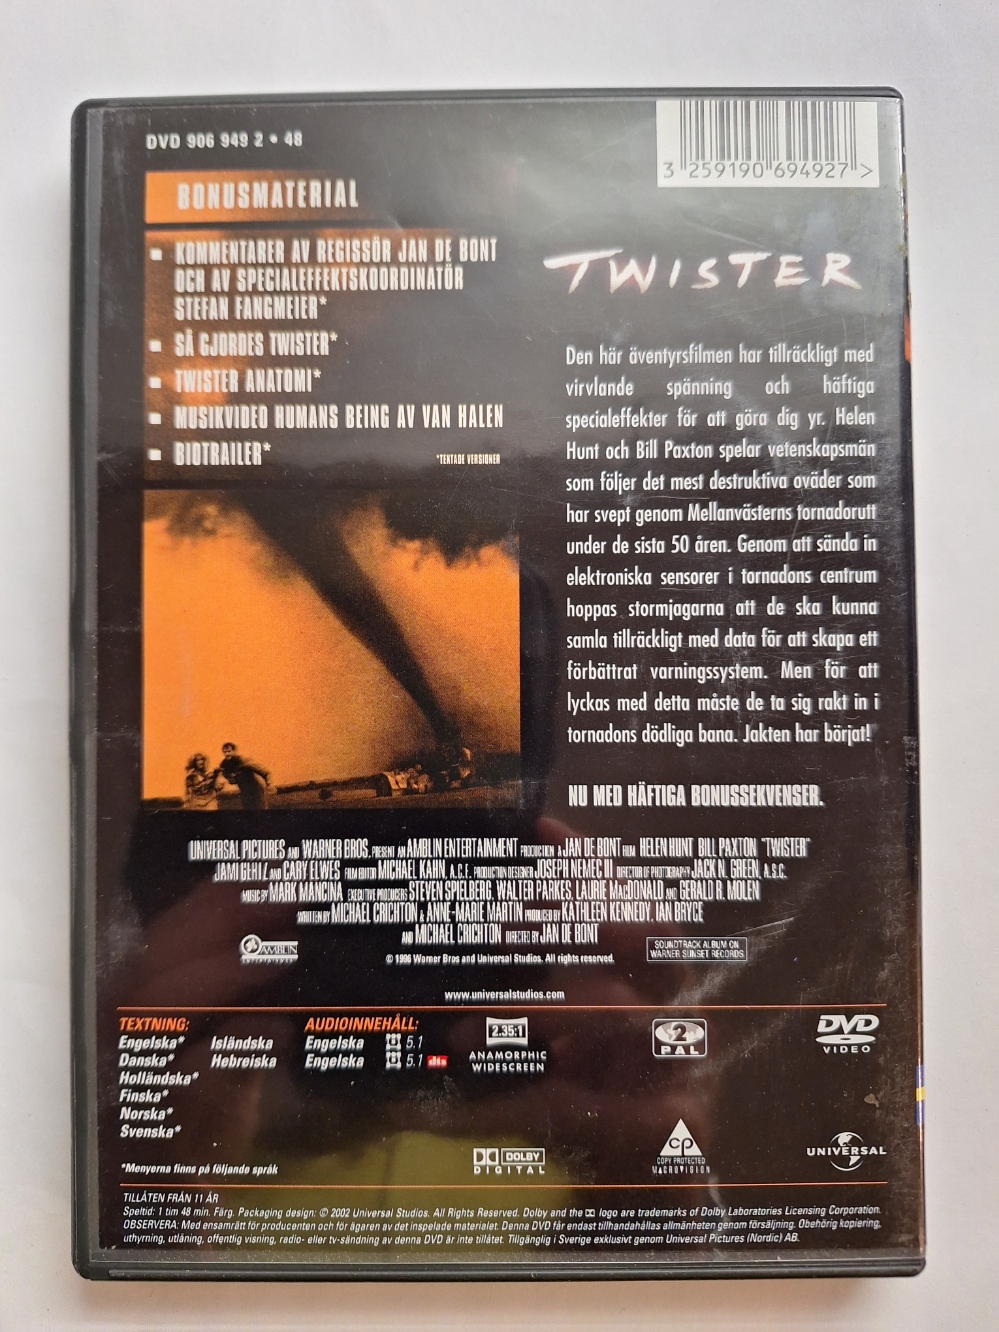 DVD 906 949 2 • 48
3 259190 694927 >
BONUSMATERIAL
KOMMENTARER AV REGISSÖR JAN DE BONT
OCH AV SPECIALEFFEKTSKOORDINATÖR
STEFAN FANGMEIER*
SÅ GJORDES TWISTER*
TWISTER ANATOMI*
MUSIKVIDEO HUMANS BEING AV VAN HALEN
BIOTRAILER*
*TEXTADE VERSIONER
TWISTER
Den här äventyrsfilmen har tillräckligt med
virvlande spänning och häftiga
specialeffekter för att göra dig yr. Helen
Hunt och Bill Paxton spelar vetenskapsmän
som följer det mest destruktiva oväder som
har svept genom Mellanvästerns tornadorutt
under de sista 50 åren. Genom att sända in
elektroniska sensorer i tornadons centrum
hoppas stormjagarna att de ska kunna
samla tillräckligt med data för att skapa ett
förbättrat varningssystem. Men för att
lyckas med detta måste de ta sig rakt in i
tornadons dödliga bana. Jakten har börjat!
NU MED HÄFTIGA BONUSSEKVENSER.
UNIVERSAL PICTURES AND WARNER BROS. PRESENT AN AMBLIN ENTERTAINMENT PRODUCTION A JAN DE BONT FILM HELEN HUNT BILL PAXTON "TWISTER"
JAMI GERTZ AND CARY ELWES FILM EDITOR MICHAEL KAHN, A.C.E. PRODUCTION DESIGNER JOSEPH NEMEC III DIRECTOR OF PHOTOGRAPHY JACK N. GREEN, A.S.C.
MUSIC BY MARK MANCINA EXECUTIVE PRODUCERS STEVEN SPIELBERG, WALTER PARKES, LAURIE MacDONALD AND GERALD R. MOLEN
WRITTEN BY MICHAEL CRICHTON & ANNE-MARIE MARTIN PRODUCED BY KATHLEEN KENNEDY, IAN BRYCE
AND MICHAEL CRICHTON DIRECTED BY JAN DE BONT
AMBLIN
ENTERTAINMENT
© 1996 Warner Bros and Universal Studios. All rights reserved.
SOUNDTRACK ALBUM ON
WARNER SUNSET RECORDS
www.universalstudios.com
TEXTNING:
Engelska*
Danska*
Holländska*
Finska*
Norska*
Svenska*
Isländska
Hebreiska
*Menyerna finns på följande språk
AUDIOINNEHÅLL:
Engelska 5.1
Engelska 5.1 dts
2.35:1
ANAMORPHIC
WIDESCREEN
2
PAL
DVD
VIDEO
DOLBY
DIGITAL
CP
COPY PROTECTED
MACROVISION
UNIVERSAL
TILLÅTEN FRÅN 11 ÅR
Speltid: 1 tim 48 min. Färg. Packaging design: © 2002 Universal Studios. All Rights Reserved. Dolby and the DD logo are trademarks of Dolby Laboratories Licensing Corporation.
OBSERVERA: Med ensamrätt för producenten och för ägaren av det inspelade materialet. Denna DVD får endast tillhandahållas allmänheten genom försäljning. Obehörig kopiering,
uthyrning, utlåning, offentlig visning, radio- eller tv-sändning av denna DVD är inte tillåtet. Tillgänglig i Sverige exklusivt genom Universal Pictures (Nordic) AB.